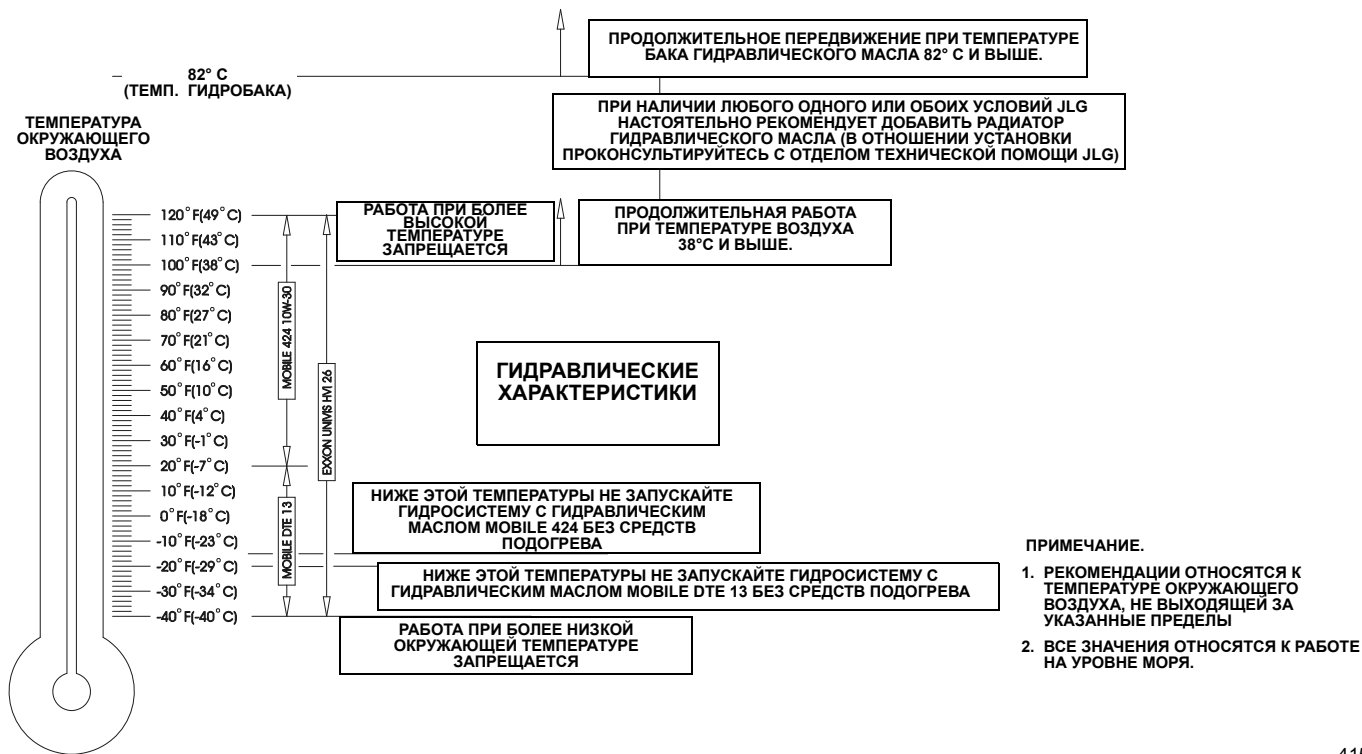 ПРОДОЛЖИТЕЛЬНОЕ ПЕРЕДВИЖЕНИЕ ПРИ ТЕМПЕРАТУРЕ
БАКА ГИДРАВЛИЧЕСКОГО МАСЛА 82° С И ВЫШЕ.
82° С
(ТЕМП. ГИДРОБАКА)
ПРИ НАЛИЧИИ ЛЮБОГО ОДНОГО ИЛИ ОБОИХ УСЛОВИЙ JLG
НАСТОЯТЕЛЬНО РЕКОМЕНДУЕТ ДОБАВИТЬ РАДИАТОР
ГИДРАВЛИЧЕСКОГО МАСЛА (В ОТНОШЕНИИ УСТАНОВКИ
ПРОКОНСУЛЬТИРУЙТЕСЬ С ОТДЕЛОМ ТЕХНИЧЕСКОЙ ПОМОЩИ JLG)
ТЕМПЕРАТУРА
ОКРУЖАЮЩЕГО
ВОЗДУХА
РАБОТА ПРИ БОЛЕЕ
ВЫСОКОЙ
ТЕМПЕРАТУРЕ
ЗАПРЕЩАЕТСЯ
ПРОДОЛЖИТЕЛЬНАЯ РАБОТА
ПРИ ТЕМПЕРАТУРЕ ВОЗДУХА
38°С И ВЫШЕ.
120°F(49°C)
110°F(43°C)
100°F(38°C)
90°F(32°C)
80°F(27°C)
70°F(21°C)
60°F(16°C)
50°F(10°C)
40°F(4°C)
30°F(-1°C)
20°F(-7°C)
10°F(-12°C)
0°F(-18°C)
-10°F(-23°C)
-20°F(-29°C)
-30°F(-34°C)
-40°F(-40°C)
MOBILE 424 10W-30
MOBILE DTE 13
EXXON UNIVIS HVI 26
ГИДРАВЛИЧЕСКИЕ
ХАРАКТЕРИСТИКИ
НИЖЕ ЭТОЙ ТЕМПЕРАТУРЫ НЕ ЗАПУСКАЙТЕ
ГИДРОСИСТЕМУ С ГИДРАВЛИЧЕСКИМ
МАСЛОМ MOBILE 424 БЕЗ СРЕДСТВ
ПОДОГРЕВА
НИЖЕ ЭТОЙ ТЕМПЕРАТУРЫ НЕ ЗАПУСКАЙТЕ ГИДРОСИСТЕМУ С
ГИДРАВЛИЧЕСКИМ МАСЛОМ MOBILE DTE 13 БЕЗ СРЕДСТВ ПОДОГРЕВА
РАБОТА ПРИ БОЛЕЕ НИЗКОЙ
ОКРУЖАЮЩЕЙ ТЕМПЕРАТУРЕ
ЗАПРЕЩАЕТСЯ
ПРИМЕЧАНИЕ.
1. РЕКОМЕНДАЦИИ ОТНОСЯТСЯ К
ТЕМПЕРАТУРЕ ОКРУЖАЮЩЕГО
ВОЗДУХА, НЕ ВЫХОДЯЩЕЙ ЗА
УКАЗАННЫЕ ПРЕДЕЛЫ
2. ВСЕ ЗНАЧЕНИЯ ОТНОСЯТСЯ К РАБОТЕ
НА УРОВНЕ МОРЯ.